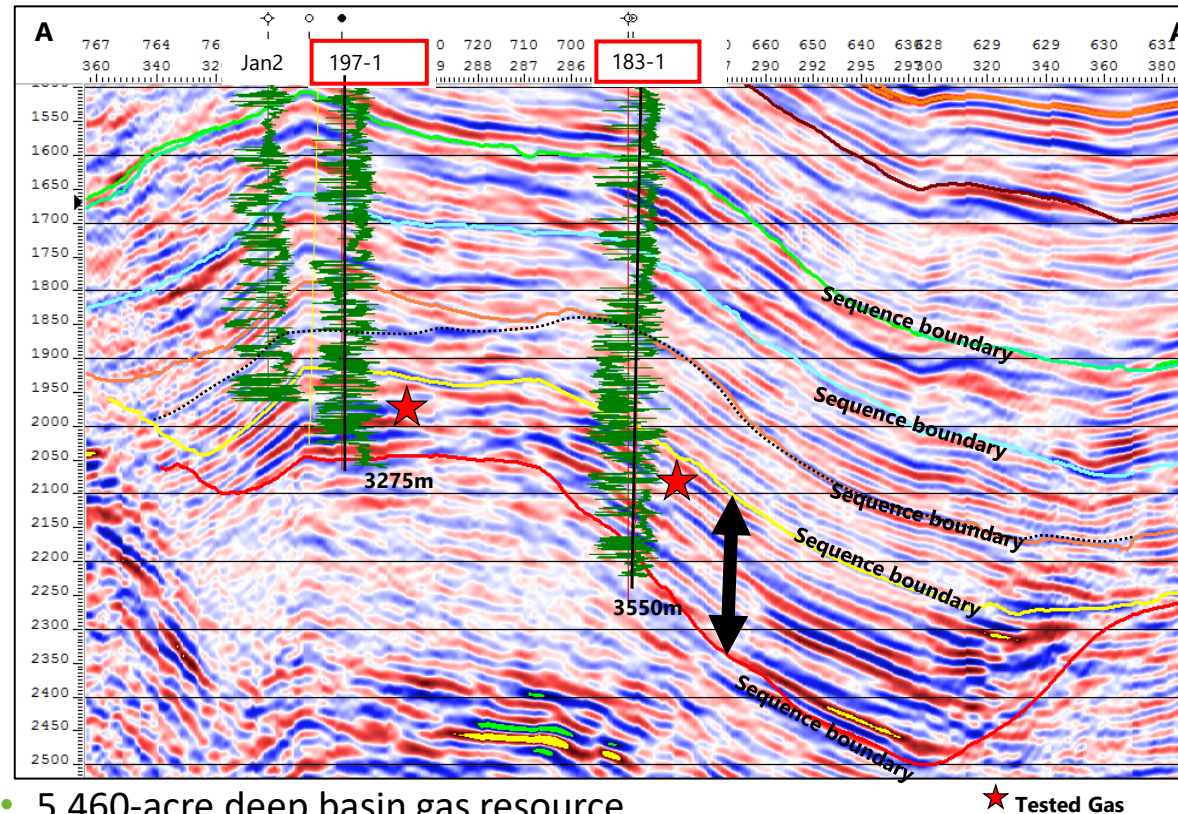 A A
767 764 76 0 720 710 700 0 660 650 640 636 628 629 629 630 631
360 340 32 Jan2 197-1 9 288 287 286 183-1 7 290 292 295 297 300 320 340 360 380
1550
1600
1650
1700
1750
1800
1850
1900
1950
2000
2050
2100
2150
2200
2250
2300
2350
2400
2450
2500
Sequence boundary
Sequence boundary
Sequence boundary
Sequence boundary
Sequence boundary
3275m
3550m
• 5,460-acre deep basin gas resource
Tested Gas